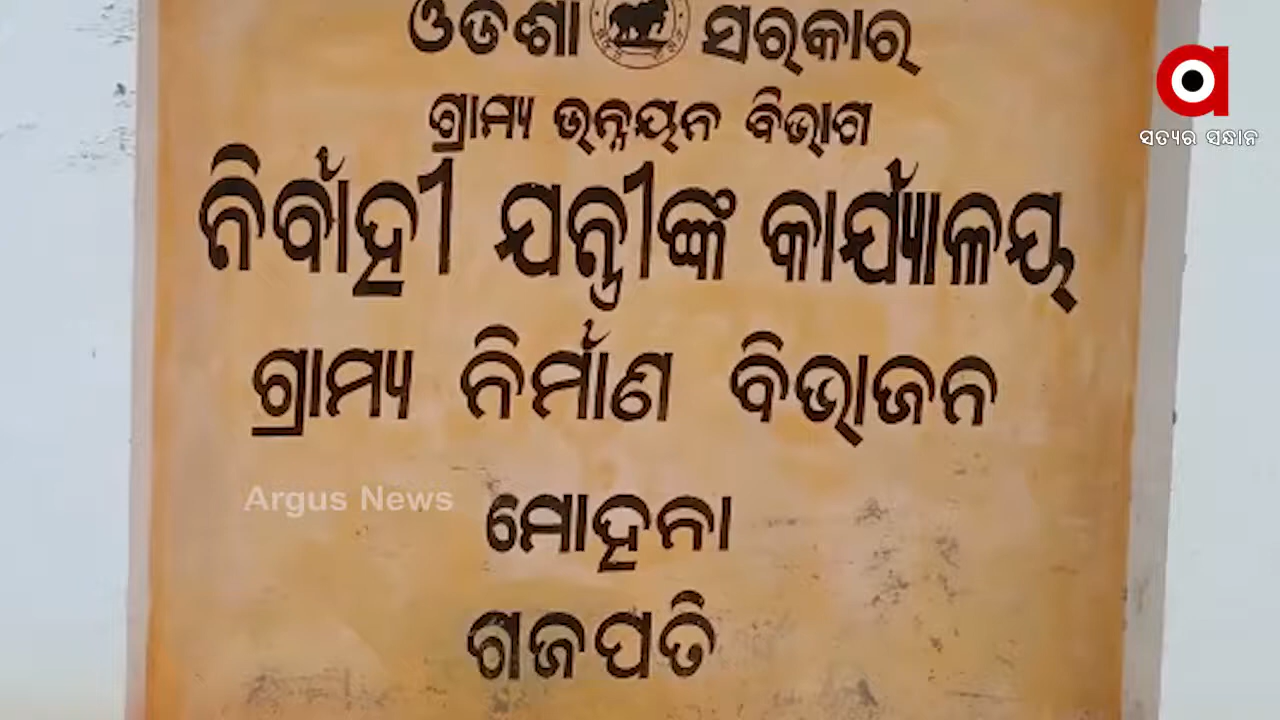 ଓଡିଶା ସରକାର
ଗ୍ରାମ୍ୟ ଉନ୍ନୟନ ବିଭାଗ
ନିର୍ବାହୀ ଯନ୍ତ୍ରୀଙ୍କ କାର୍ଯ୍ୟାଳୟ
ଗ୍ରାମ୍ୟ ନିର୍ମାଣ ବିଭାଜନ
ମୋହନା
ଗଜପତି
Argus News
a
ସତ୍ୟର ସନ୍ଧାନ